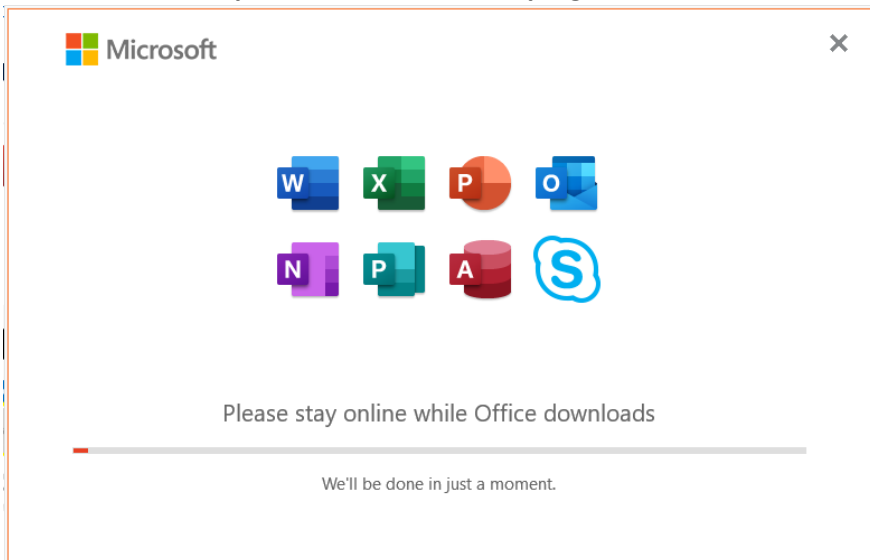 Microsoft
W X P O
N P A S
Please stay online while Office downloads
We'll be done in just a moment.